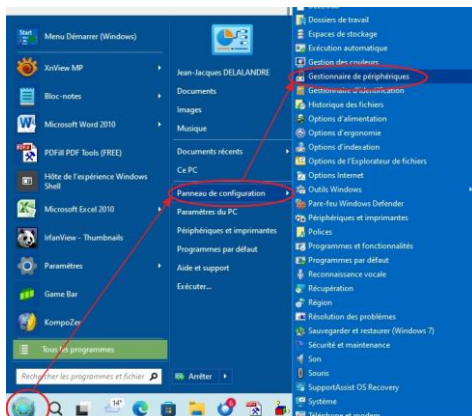 Start
Menu Démarrer (Windows)
XnView MP
Bloc-notes
Microsoft Word 2010
PDFill PDF Tools (FREE)
Hôte de l'expérience Windows
Shell
Microsoft Excel 2010
IrfanView - Thumbnails
Paramètres
Game Bar
KompoZer
Tous les programmes
Rechercher les programmes et fichier
Jean-Jacques DELALANDRE
Documents
Images
Musique
Documents récents
Ce PC
Panneau de configuration
Paramètres du PC
Périphériques et imprimantes
Programmes par défaut
Aide et support
Exécuter...
Arrêter
Dossiers de travail
Espaces de stockage
Exécution automatique
Gestion des couleurs
Gestionnaire de périphériques
Gestionnaire d'identification
Historique des fichiers
Options d'alimentation
Options d'ergonomie
Options d'indexation
Options de l'Explorateur de fichiers
Options Internet
Outils Windows
Pare-feu Windows Defender
Périphériques et imprimantes
Polices
Programmes et fonctionnalités
Programmes par défaut
Reconnaissance vocale
Récupération
Région
Résolution des problèmes
Sauvegarder et restaurer (Windows 7)
Sécurité et maintenance
Son
Souris
SupportAssist OS Recovery
Système
Téléphone et modem
14°